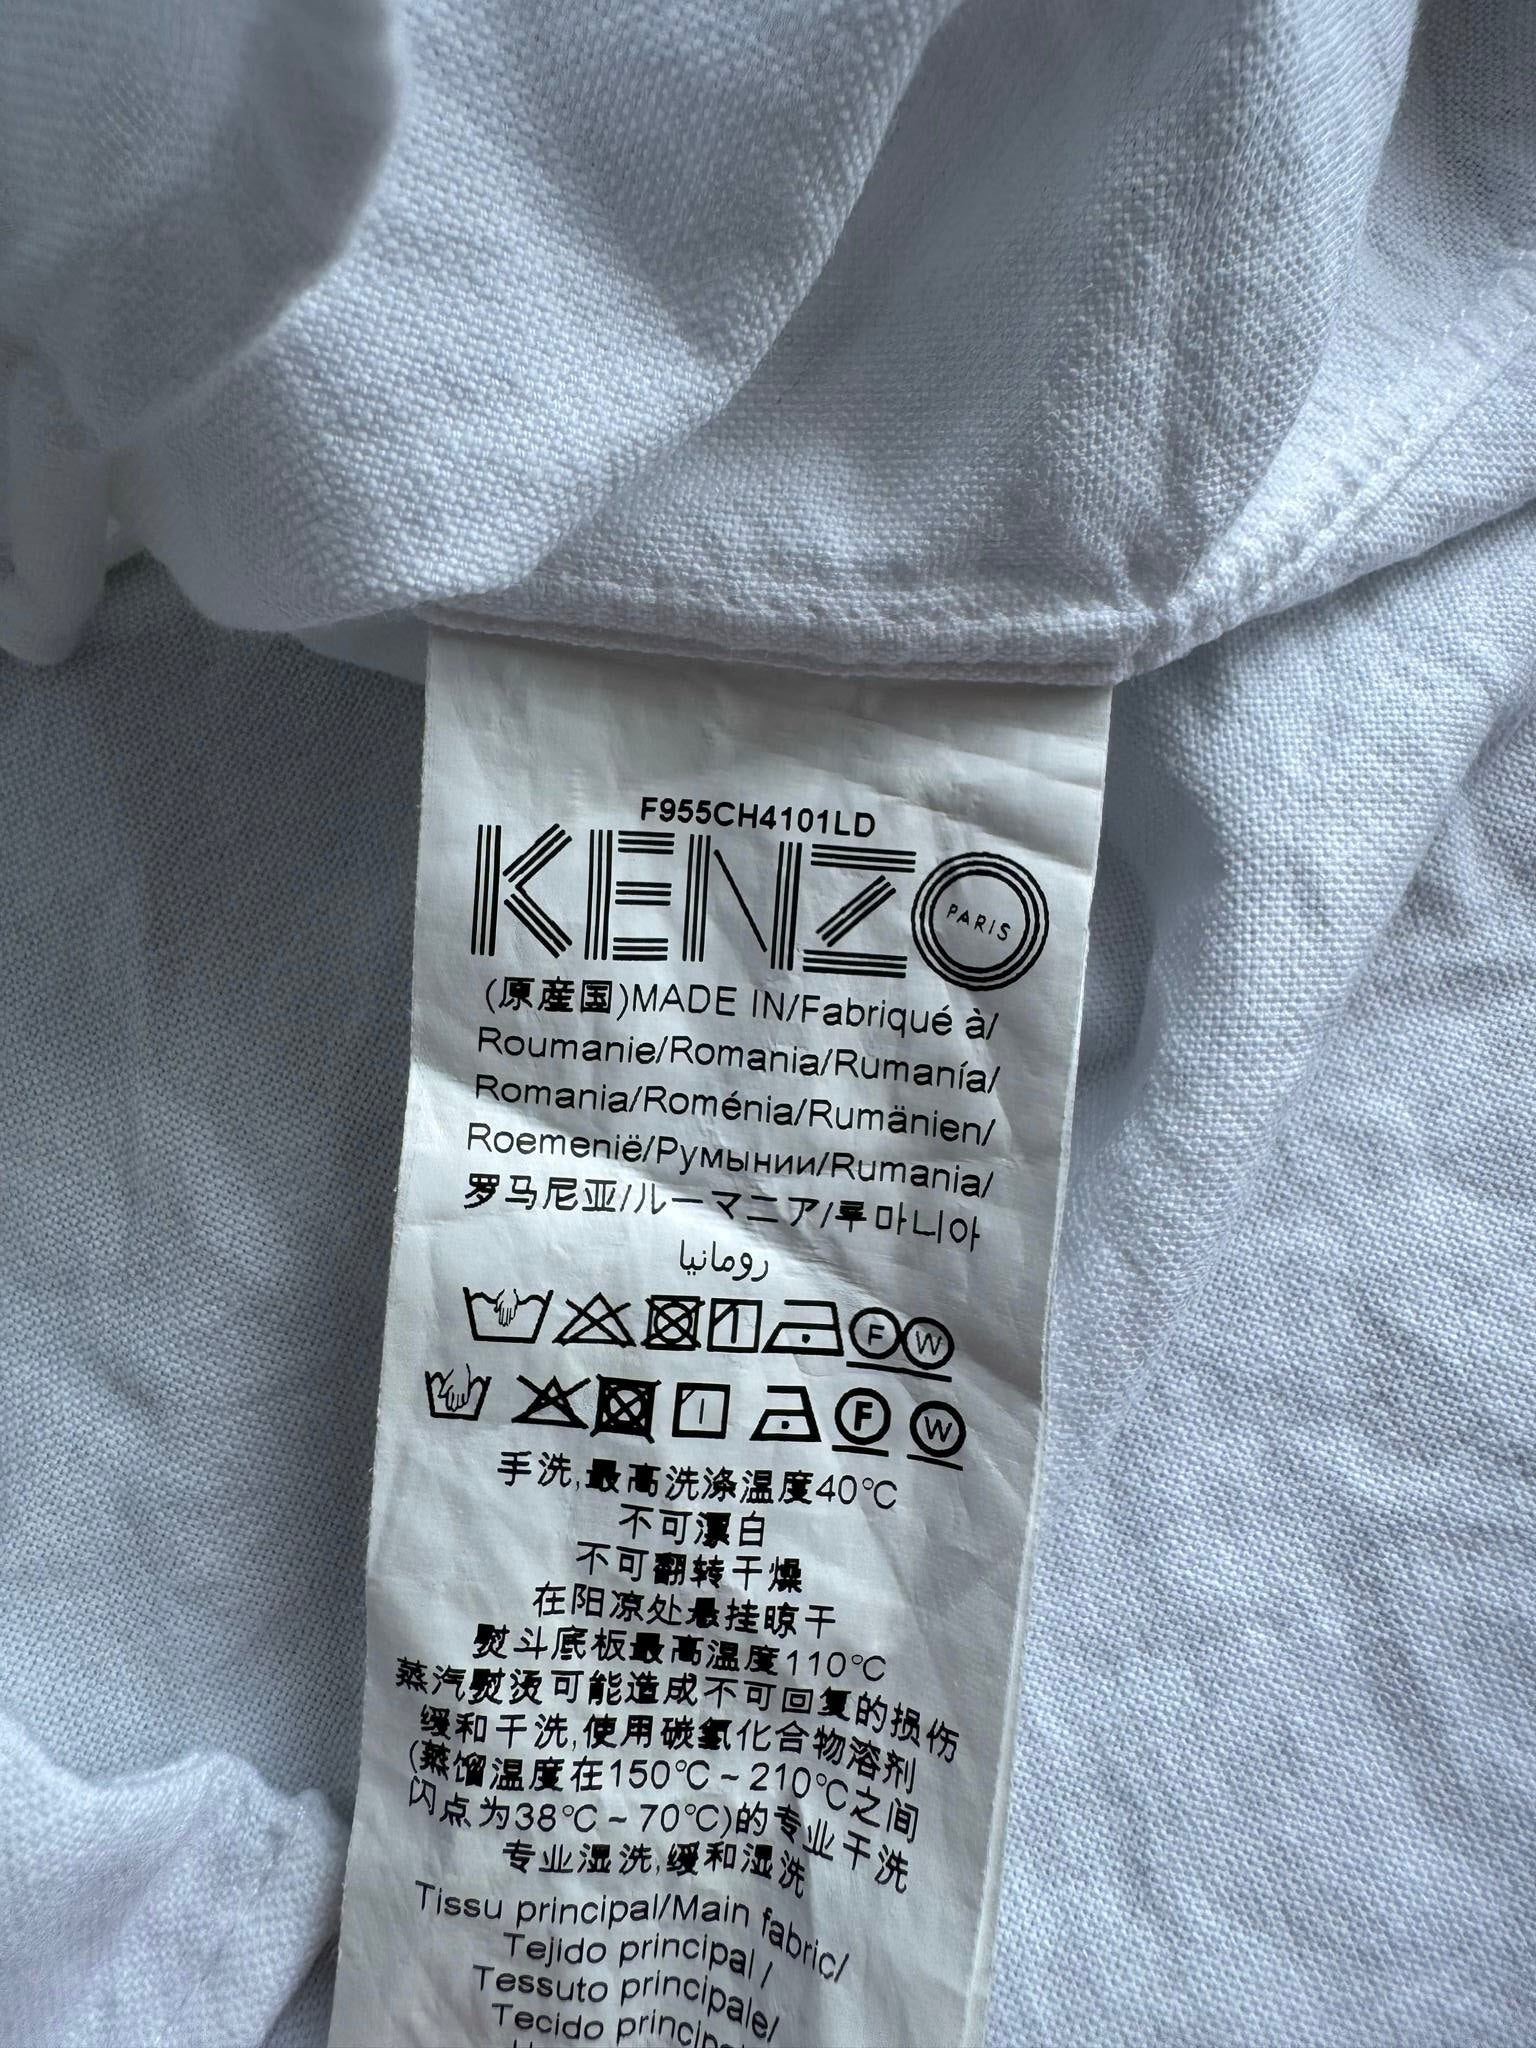 F955CH4101LD
KENZO PARIS
(原産国)MADE IN/Fabriqué à/
Roumanie/Romania/Rumanía/
Romania/Roménia/Rumänien/
Roemenië/Румынии/Rumania/
罗马尼亚/ルーマニア/루마니아
رومانيا
F W
F W
手洗,最高洗涤温度40°C
不可漂白
不可翻转干燥
在阳凉处悬挂晾干
熨斗底板最高温度110°C
蒸汽熨烫可能造成不可回复的损伤
缓和干洗,使用碳氢化合物溶剂
(蒸馏温度在150°C~210°C之间
闪点为38°C~70°C)的专业干洗
专业湿洗,缓和湿洗
Tissu principal/Main fabric/
Tejido principal /
Tessuto principale/
Tecido